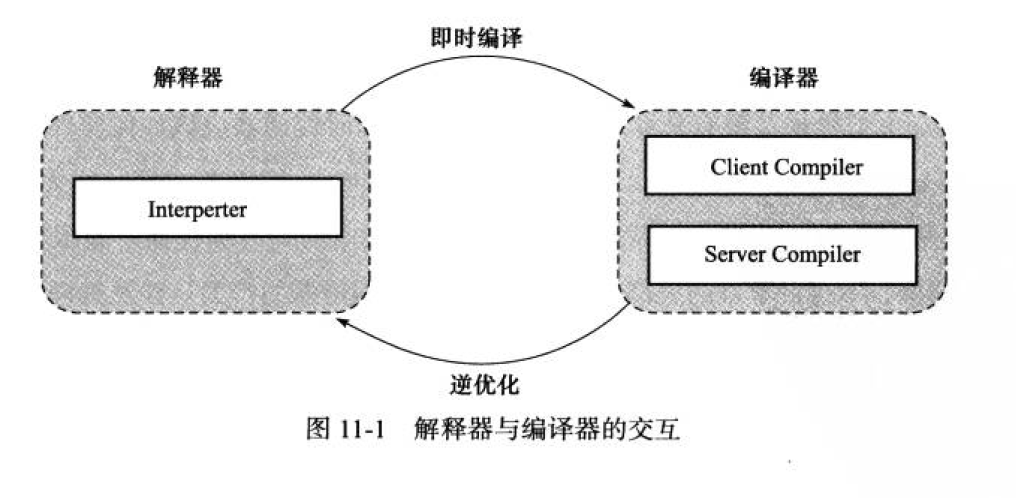 即时编译
解释器
编译器
Interperter
Client Compiler
Server Compiler
逆优化
图 11-1 解释器与编译器的交互